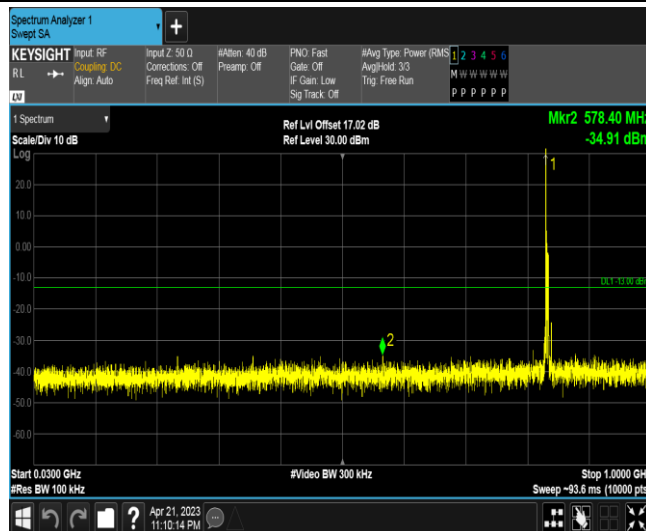 Spectrum Analyzer 1
Swept SA
+
KEYSIGHT
RL
LXI
Input: RF
Coupling: DC
Align: Auto
Input Z: 50 Ω
Corrections: Off
Freq Ref: Int (S)
#Atten: 40 dB
Preamp: Off
PNO: Fast
Gate: Off
IF Gain: Low
Sig Track: Off
#Avg Type: Power (RMS
Avg|Hold: 3/3
Trig: Free Run
1 2 3 4 5 6
M W W W W W
P P P P P P
1 Spectrum
Scale/Div 10 dB
Log
Ref Lvl Offset 17.02 dB
Ref Level 30.00 dBm
Mkr2 578.40 MHz
-34.91 dBm
1
20.0
10.0
0.00
-10.0
DL1 -13.00 dBm
-20.0
-30.0
2
-40.0
-50.0
-60.0
Start 0.0300 GHz
#Res BW 100 kHz
#Video BW 300 kHz
Stop 1.0000 GH
Sweep ~93.6 ms (10000 pts
?
Apr 21, 2023
11:10:14 PM